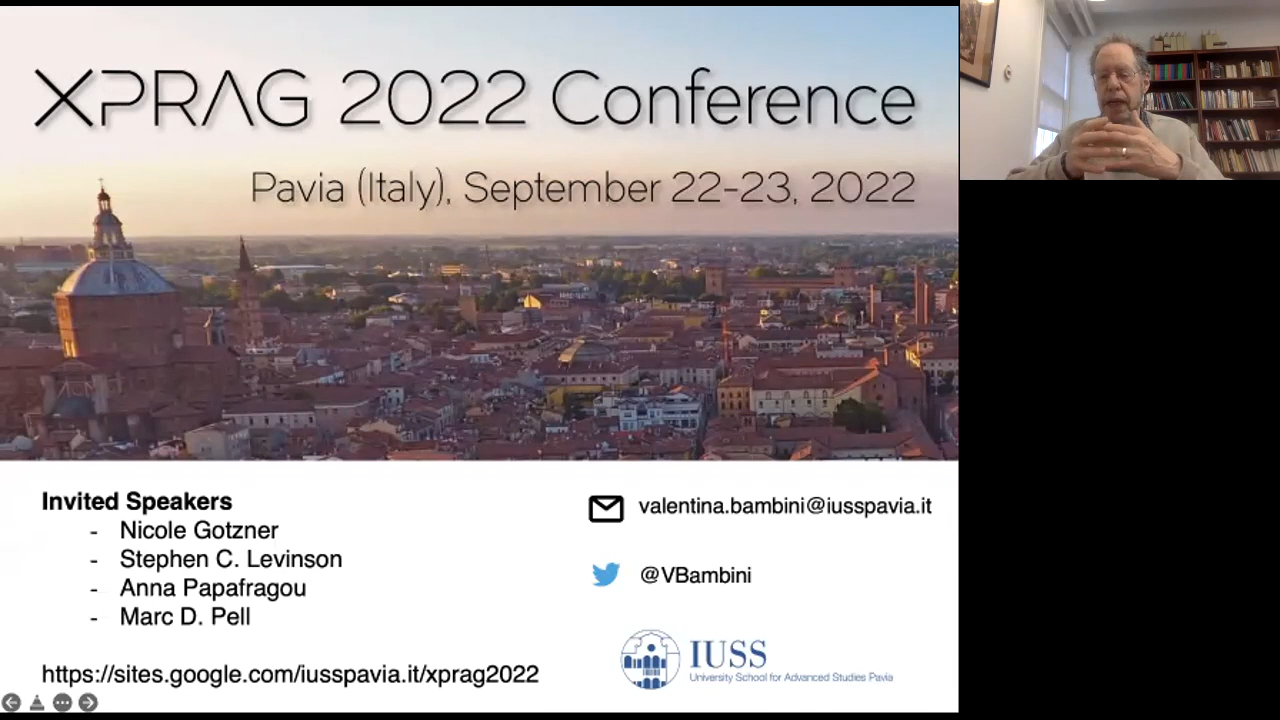 XPRAG 2022 Conference
Pavia (Italy), September 22-23, 2022
Invited Speakers
- Nicole Gotzner
- Stephen C. Levinson
- Anna Papafragou
- Marc D. Pell
https://sites.google.com/iusspavia.it/xprag2022
valentina.bambini@iusspavia.it
@VBambini
IUSS
University School for Advanced Studies Pavia